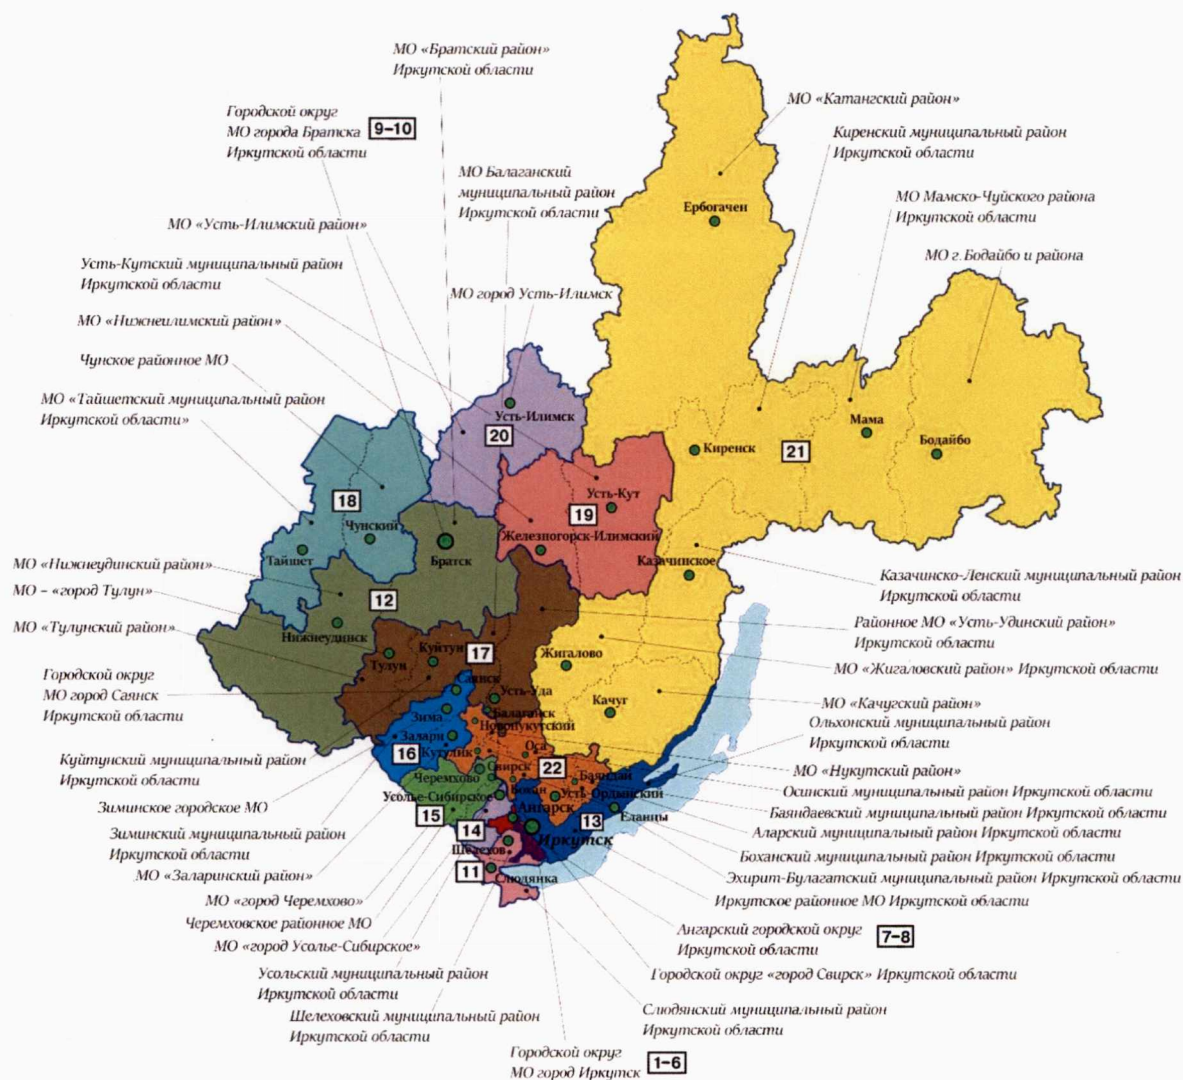 МО «Братский район»
Иркутской области
МО «Катангский район»
Городской округ
МО города Братска 9–10
Иркутской области
Киренский муниципальный район
Иркутской области
МО Балаганский
муниципальный район
Иркутской области
МО Мамско-Чуйского района
Иркутской области
Ербогачен
МО «Усть-Илимский район»
МО г. Бодайбо и района
Усть-Кутский муниципальный район
Иркутской области
МО город Усть-Илимск
МО «Нижнеилимский район»
Чунское районное МО
МО «Тайшетский муниципальный район
Иркутской области»
Усть-Илимск
20
Мама
Бодайбо
Киренск
21
18
Усть-Кут
19
Чунский
Железногорск-Илимский
Тайшет
Братск
Казачинское
МО «Нижнеудинский район»
МО – «город Тулун»
Казачинско-Ленский муниципальный район
Иркутской области
12
МО «Тулунский район»
Районное МО «Усть-Удинский район»
Иркутской области
Нижнеудинск
Куйтун
17
Жигалово
Тулун
МО «Жигаловский район» Иркутской области
Городской округ
МО город Саянск
Иркутской области
Саянск
Усть-Уда
Качуг
МО «Качугский район»
Зима
Балаганск
Ольхонский муниципальный район
Иркутской области
Новонукутский
Залари
Оса
16
Кутулик
Куйтунский муниципальный район
Иркутской области
Свирск
22
МО «Нукутский район»
Черемхово
Баяндай
Осинский муниципальный район Иркутской области
Бохан
Усть-Ордынский
Зиминское городское МО
Усолье-Сибирское
Баяндаевский муниципальный район Иркутской области
15
Ангарск
Еланцы
13
Зиминский муниципальный район
Иркутской области
14
Аларский муниципальный район Иркутской области
Иркутск
Шелехов
Боханский муниципальный район Иркутской области
МО «Заларинский район»
11
Слюдянка
Эхирит-Булагатский муниципальный район Иркутской области
МО «город Черемхово»
Иркутское районное МО Иркутской области
Черемховское районное МО
Ангарский городской округ
Иркутской области 7–8
МО «город Усолье-Сибирское»
Усольский муниципальный район
Иркутской области
Городской округ «город Свирск» Иркутской области
Шелеховский муниципальный район
Иркутской области
Слюдянский муниципальный район
Иркутской области
Городской округ
МО город Иркутск 1–6